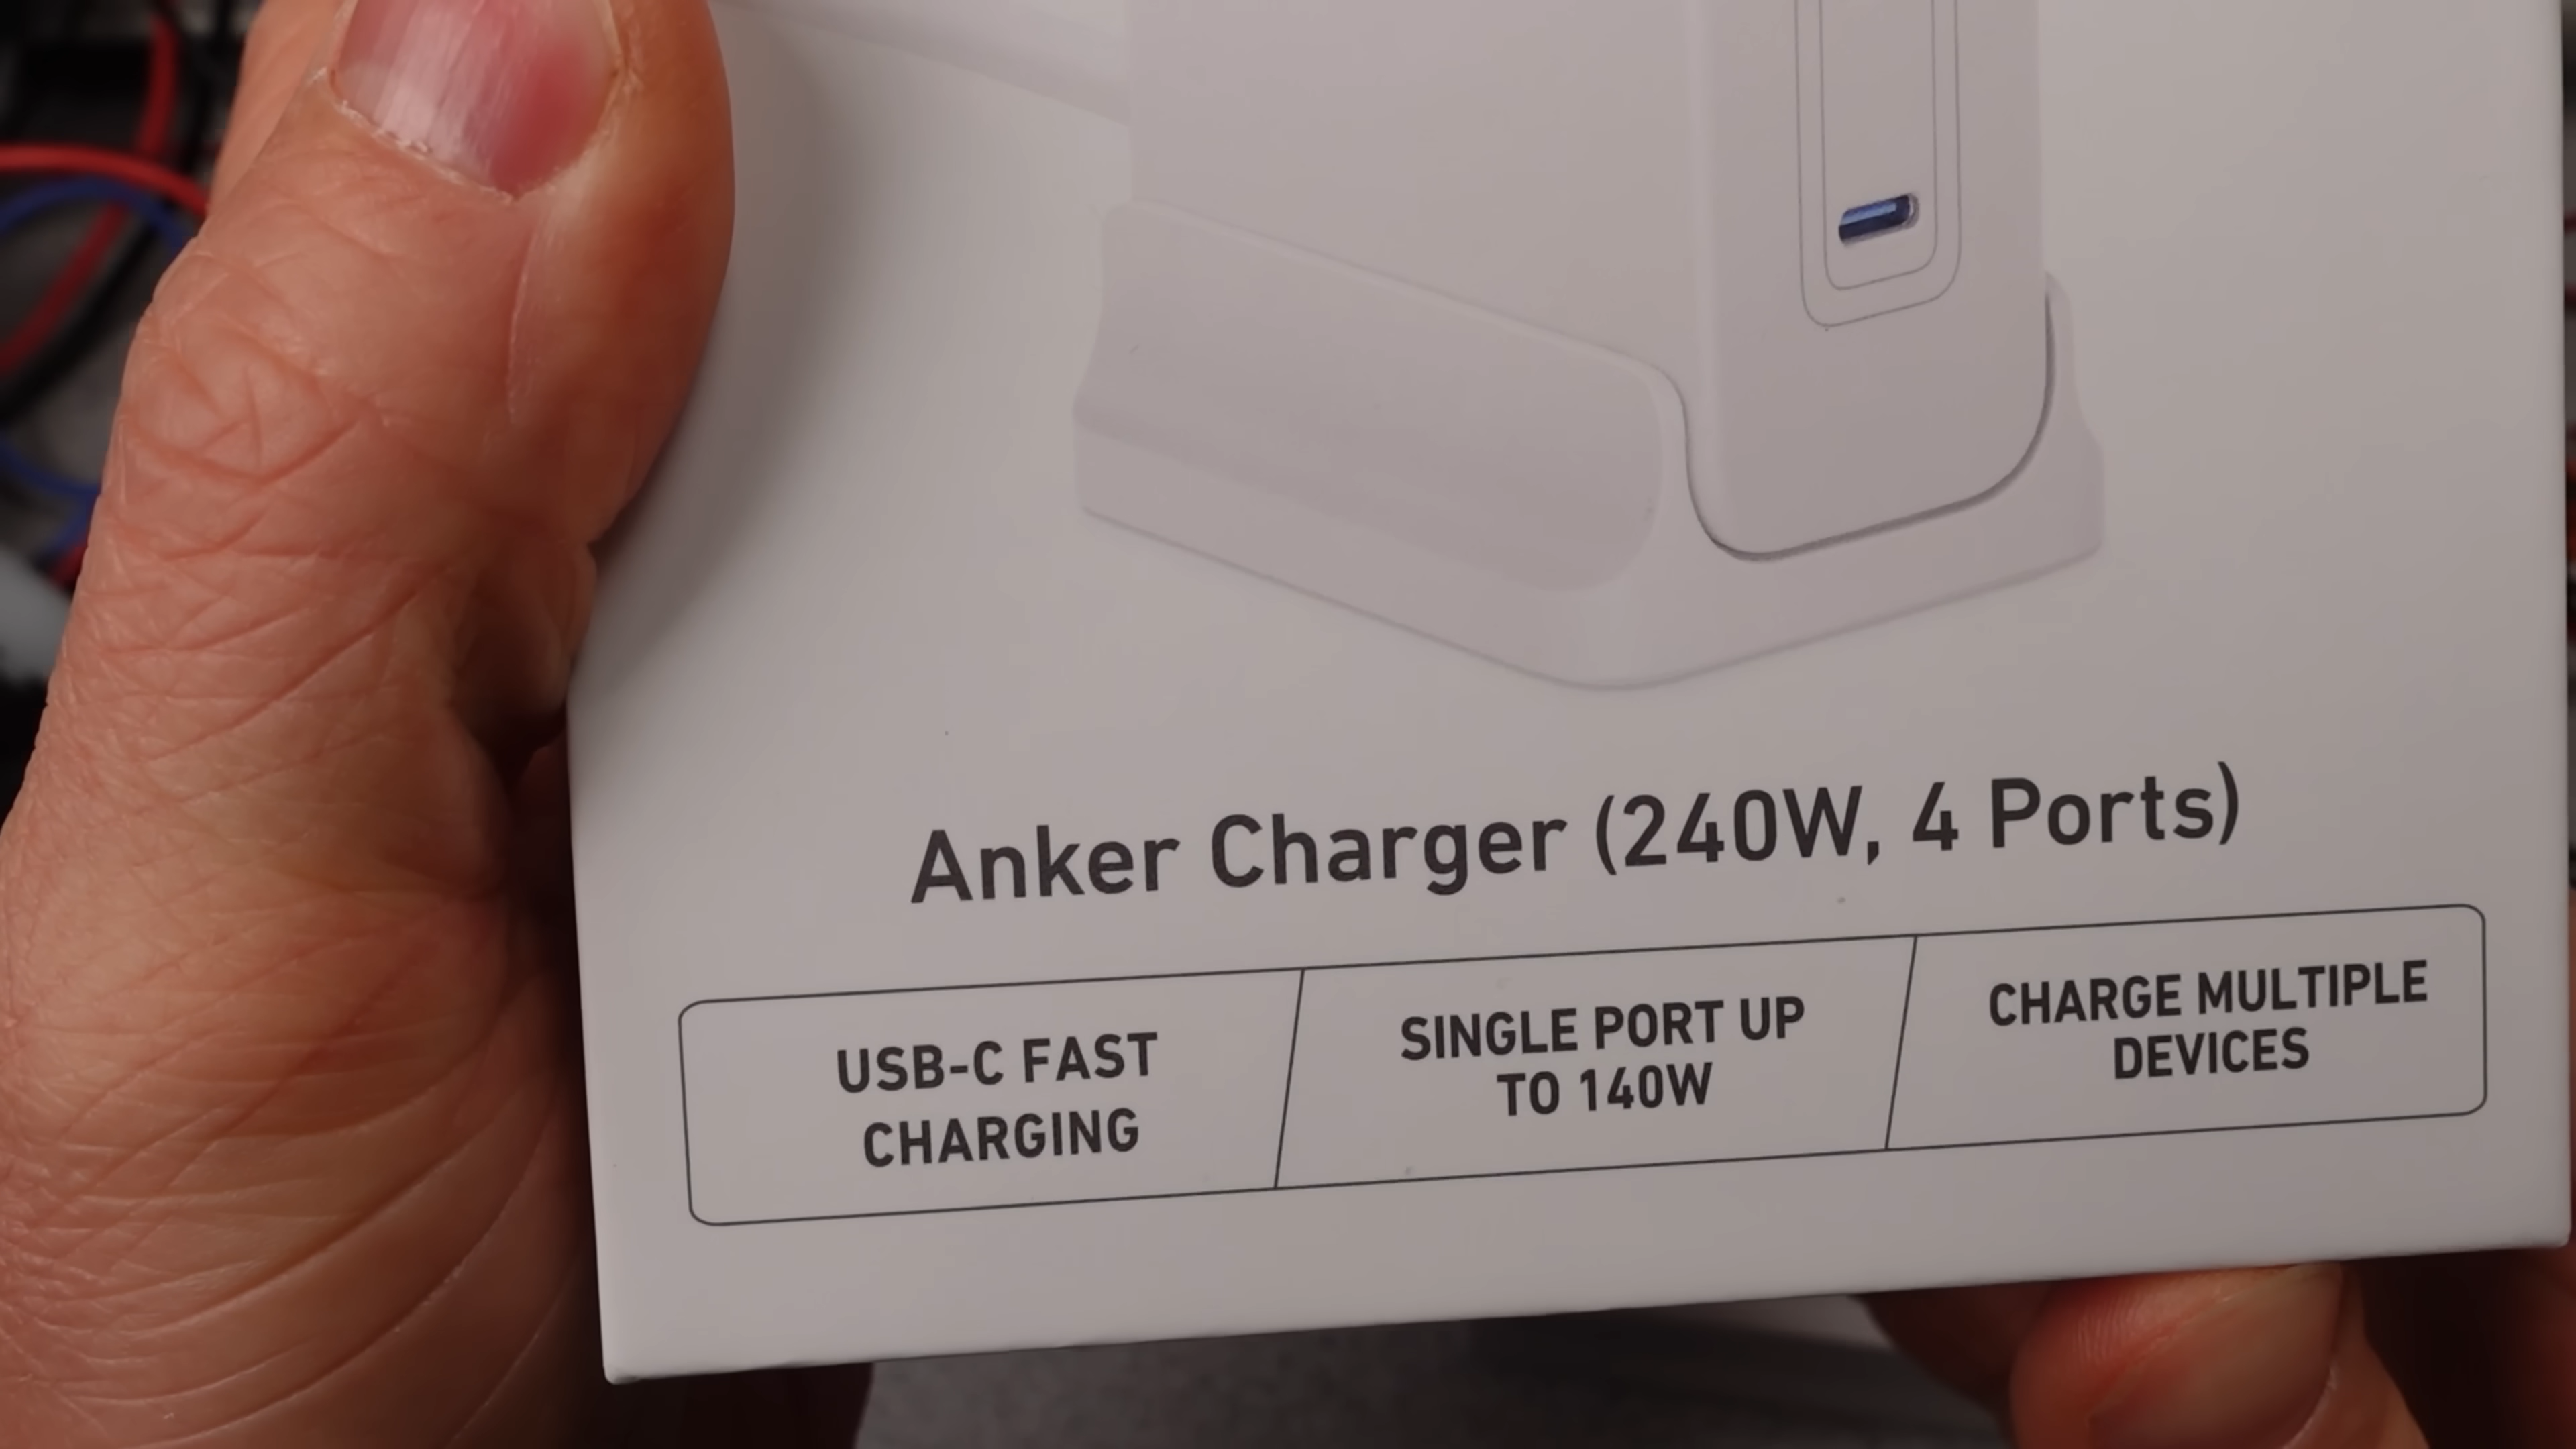 Anker Charger (240W, 4 Ports)
USB-C FAST
CHARGING
SINGLE PORT UP
TO 140W
CHARGE MULTIPLE
DEVICES